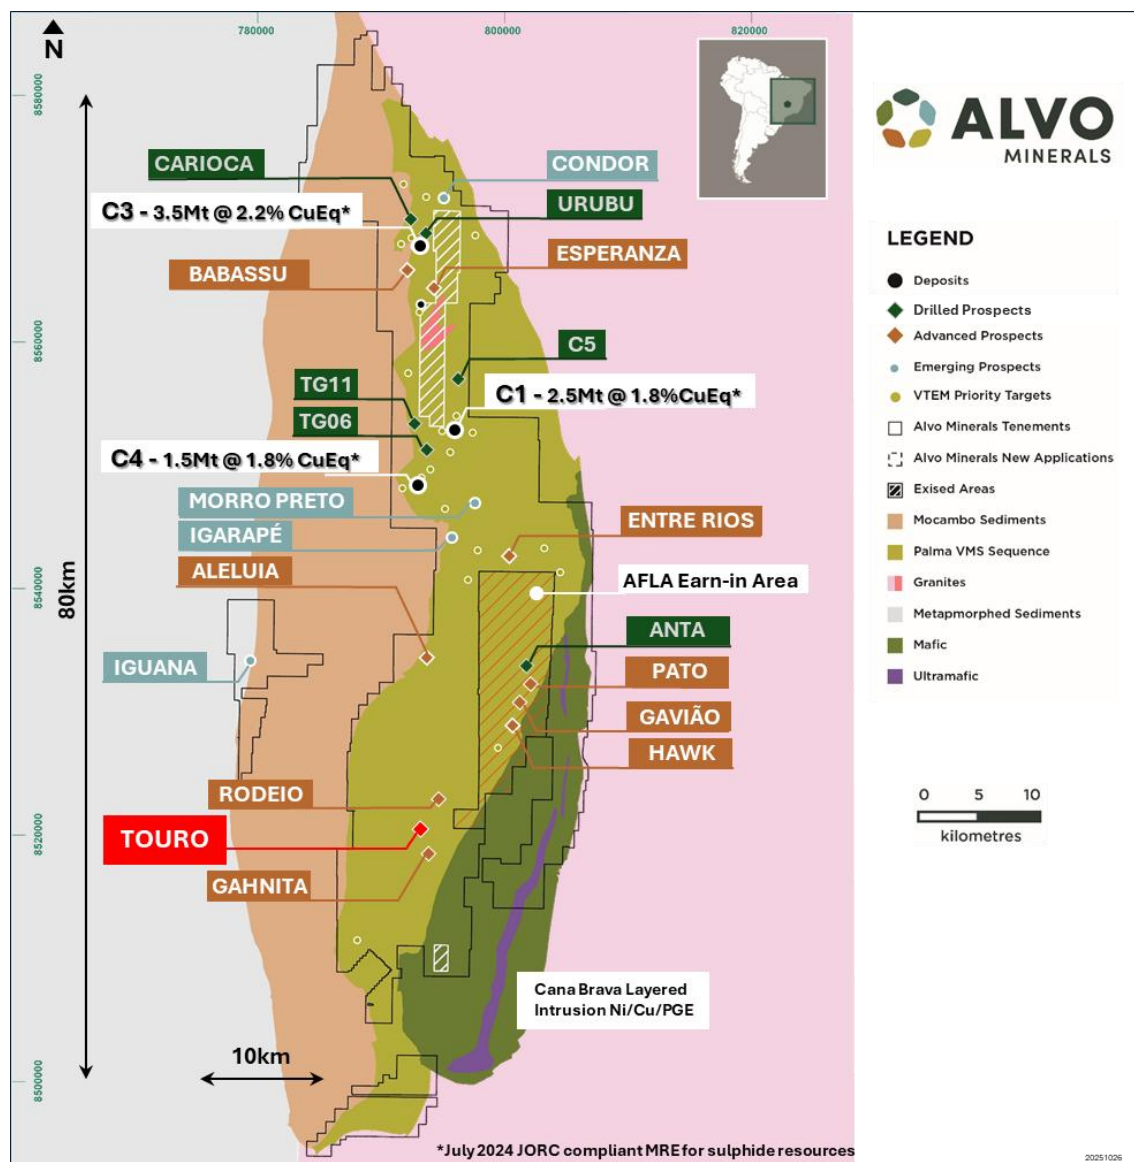 780000
800000
820000
N
8580000
ALVO
MINERALS
CARIOCA
CONDOR
C3 - 3.5Mt @ 2.2% CuEq*
URUBU
ESPERANZA
BABASSU
LEGEND
Deposits
Drilled Prospects
Advanced Prospects
Emerging Prospects
VTEM Priority Targets
Alvo Minerals Tenements
Alvo Minerals New Applications
Exised Areas
Mocambo Sediments
Palma VMS Sequence
Granites
Metapmorphed Sediments
Mafic
Ultramafic
8560000
C5
TG11
C1 - 2.5Mt @ 1.8%CuEq*
TG06
C4 - 1.5Mt @ 1.8% CuEq*
MORRO PRETO
IGARAPÉ
ENTRE RIOS
ALELUIA
8540000
80km
AFLA Earn-in Area
ANTA
IGUANA
PATO
GAVIÃO
HAWK
RODEIO
TOURO
8520000
GAHNITA
0 5 10
kilometres
Cana Brava Layered
Intrusion Ni/Cu/PGE
10km
8500000
*July 2024 JORC compliant MRE for sulphide resources
20251026